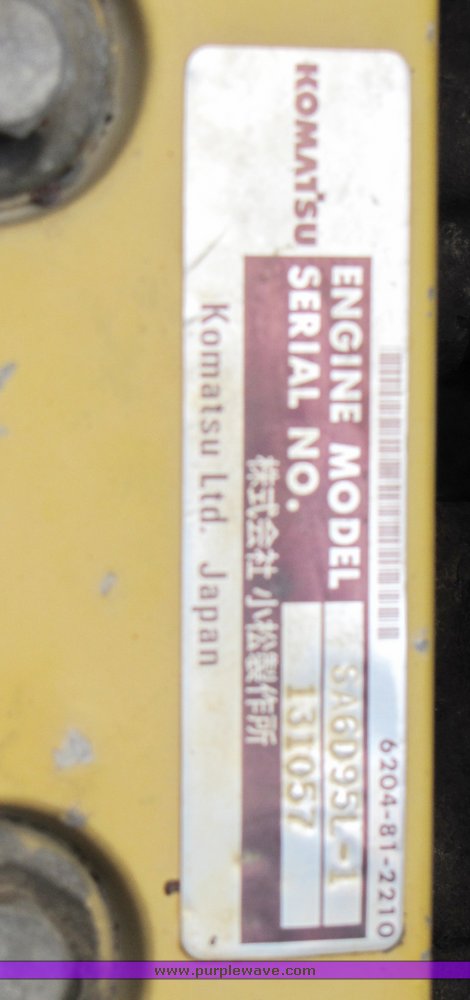 6204-81-2210
KOMATSU
ENGINE MODEL SA6D95L-1
SERIAL NO. 131057
株式会社 小松製作所
Komatsu Ltd. Japan
www.purplewave.com